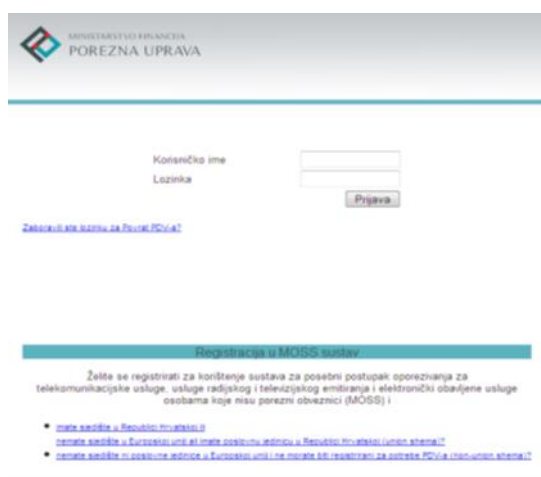 MINISTARSTVO FINANCIJA
POREZNA UPRAVA
Korisničko ime
Lozinka
Prijava
Zaboravili ste lozinku za Povrat PDV-a?
Registracija u MOSS sustav
Želite se registrirati za korištenje sustava za posebni postupak oporezivanja za
telekomunikacijske usluge, usluge radijskog i televizijskog emitiranja i elektronički obavljene usluge
osobama koje nisu porezni obveznici (MOSS) i
imate sjedište u Republici Hrvatskoj ili
nemate sjedište u Europskoj uniji ali imate poslovnu jedinicu u Republici Hrvatskoj (union shema)?
nemate sjedište ni poslovne jedinice u Europskoj uniji i ne morate biti registrirani za potrebe PDV-a (non-union shema)?